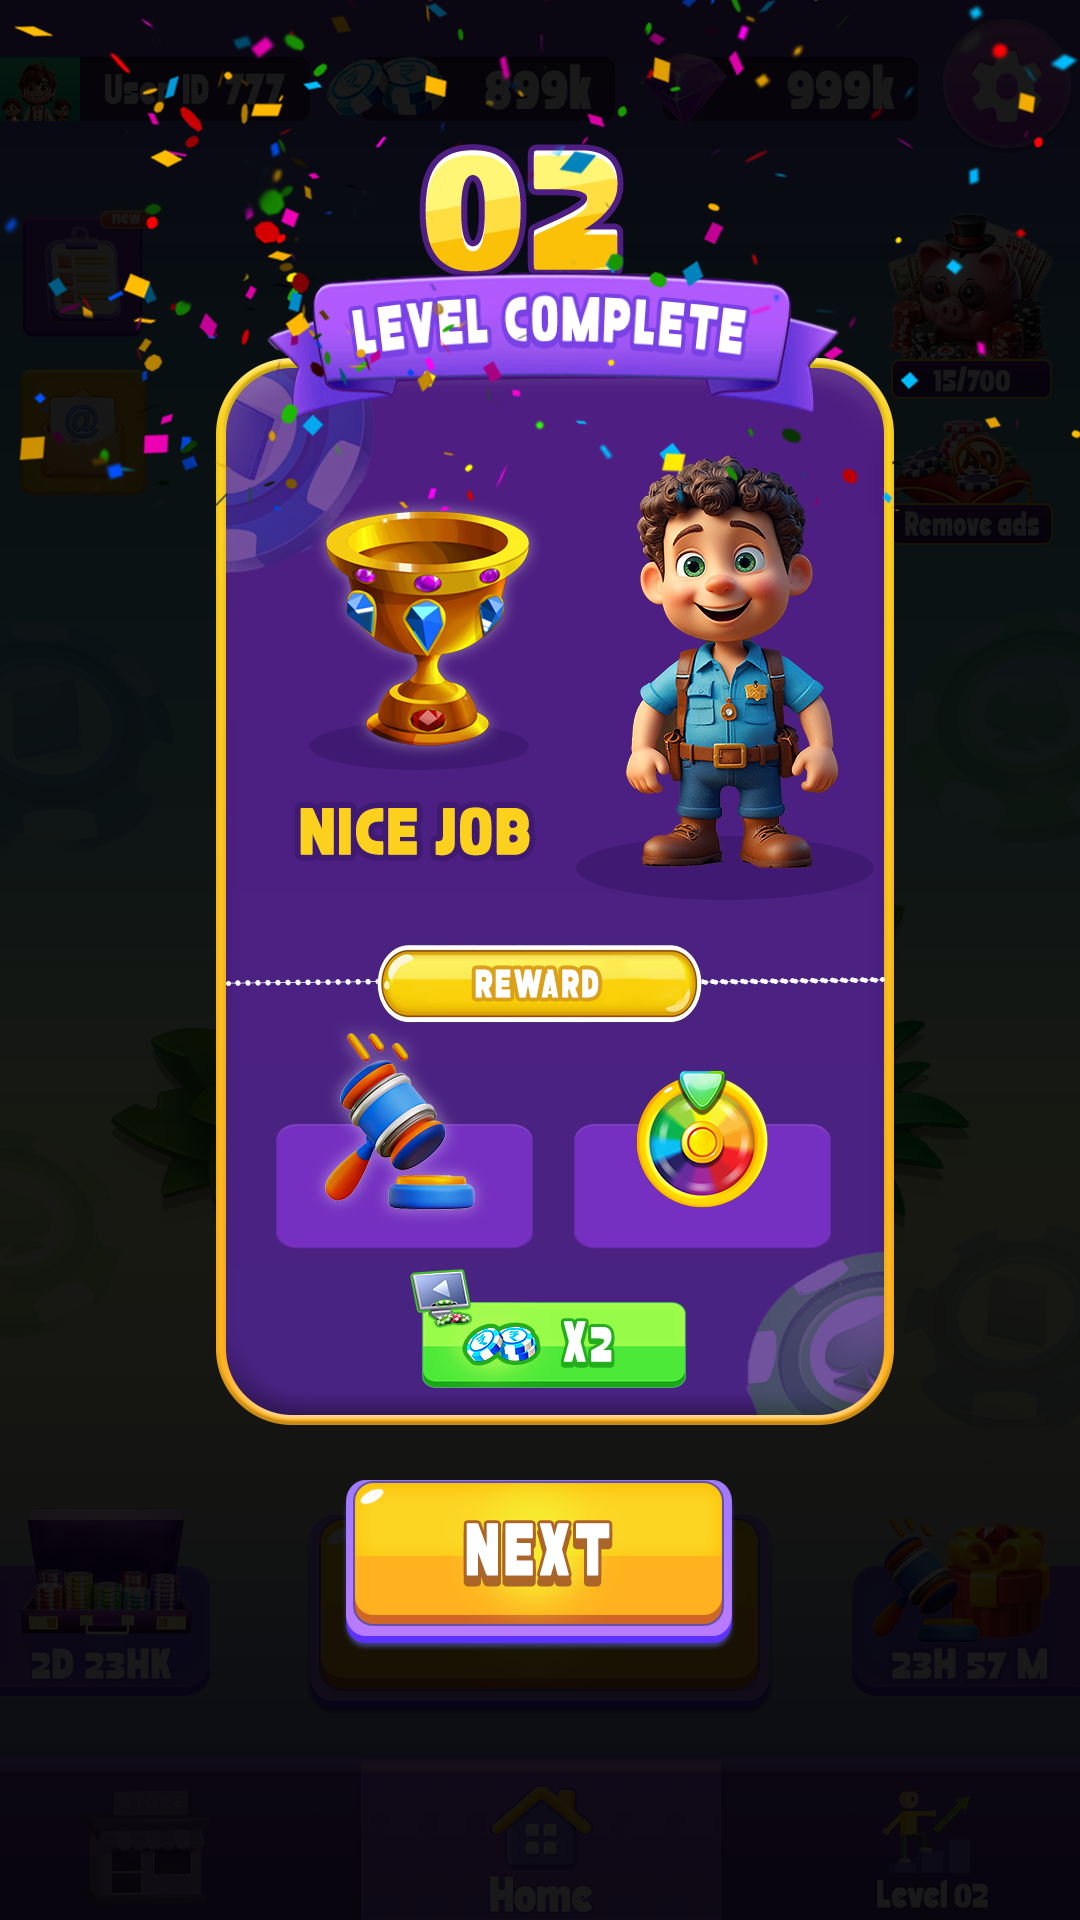 User ID 777
899k
999k
02
new
LEVEL COMPLETE
@
15/700
AD
Remove ads
NICE JOB
REWARD
X2
NEXT
2D 23HK
23H 57 M
Home
Level 02